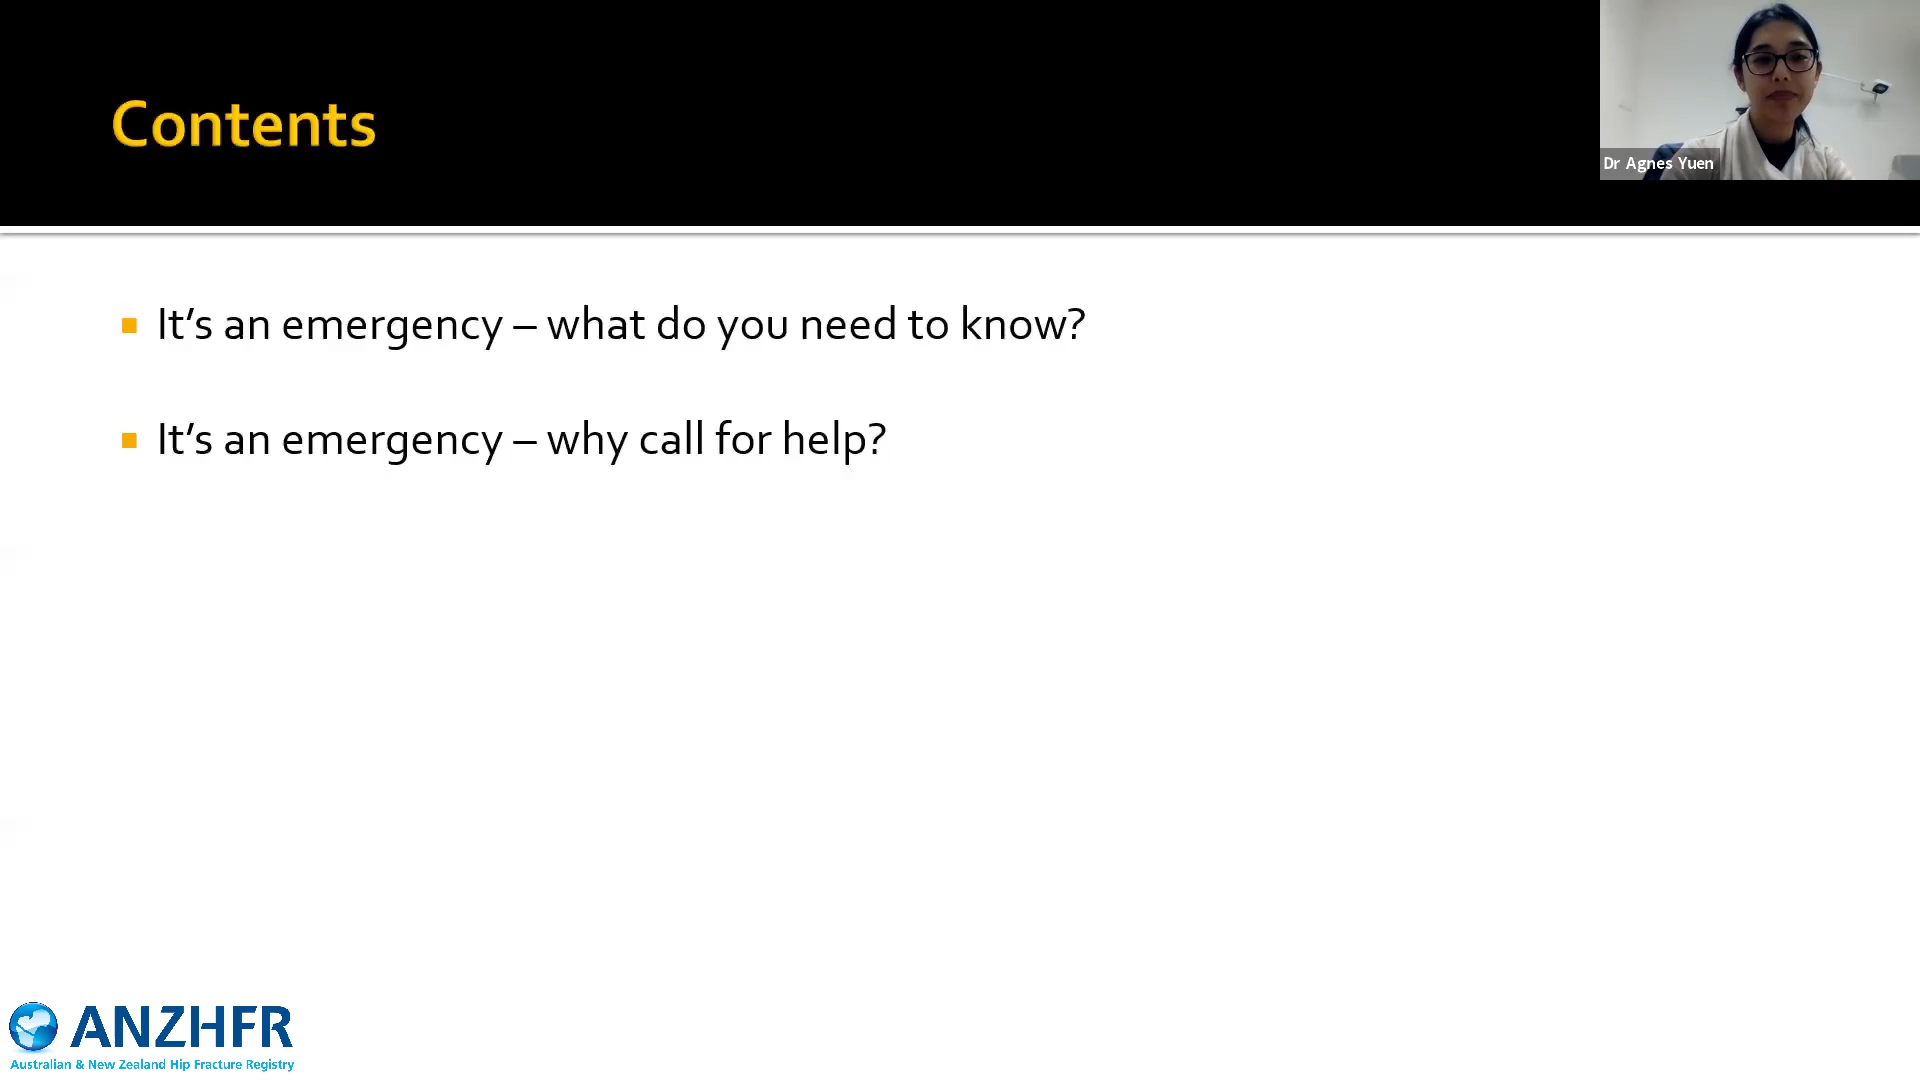 Contents
Dr Agnes Yuen
It’s an emergency – what do you need to know?
It’s an emergency – why call for help?
ANZHFR
Australian & New Zealand Hip Fracture Registry